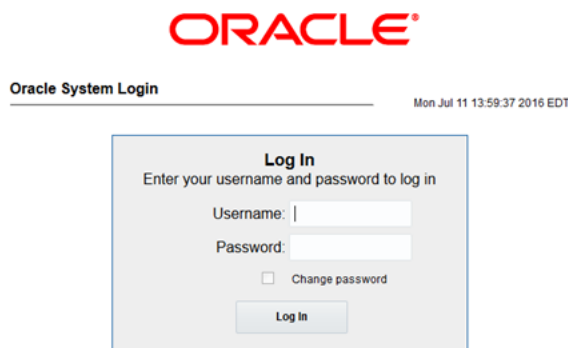 ORACLE®
Oracle System Login
Mon Jul 11 13:59:37 2016 EDT
Log In
Enter your username and password to log in
Username:
Password:
Change password
Log In